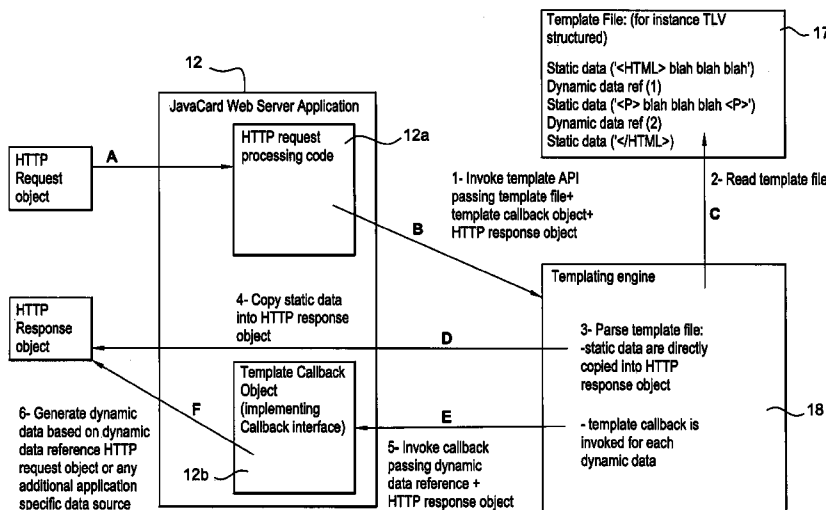 Template File: (for instance TLV
structured)
Static data ('<HTML> blah blah blah')
Dynamic data ref (1)
Static data ('<P> blah blah blah <P>')
Dynamic data ref (2)
Static data ('</HTML>)
17
12
JavaCard Web Server Application
HTTP request
processing code
12a
HTTP
Request
object
A
1- Invoke template API
passing template file+
template callback object+
HTTP response object
B
2- Read template file
C
Templating engine
HTTP
Response
object
4- Copy static data
into HTTP response
object
D
3- Parse template file:
-static data are directly
copied into HTTP
response object
- template callback is
invoked for each
dynamic data
18
Template Callback
Object
(implementing
Callback interface)
12b
E
F
6- Generate dynamic
data based on dynamic
data reference HTTP
request object or any
additional application
specific data source
5- Invoke callback
passing dynamic
data reference +
HTTP response object